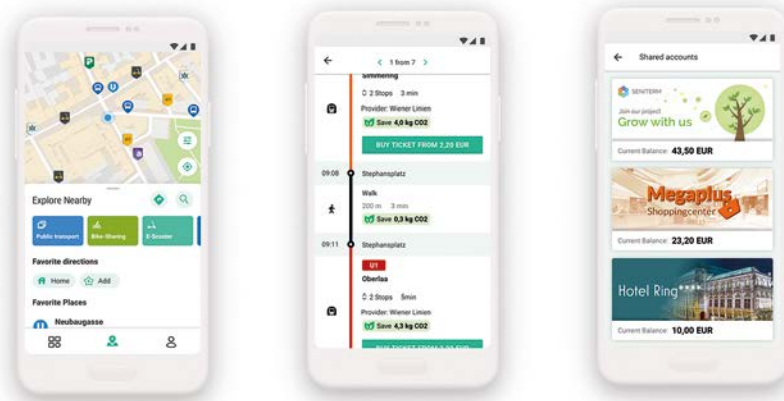 Explore Nearby
Public transport
Bike-Sharing
E-Scooter
Favorite directions
Home
Add
Favorite Places
Neubaugasse
1 from 7
Simmering
2 Stops 3 min
Provider: Wiener Linien
Save 4,0 kg CO2
BUY TICKET FROM 2,20 EUR
09:08 Stephansplatz
Walk
200 m 3 min
Save 0,3 kg CO2
09:11 Stephansplatz
U1
Oberlaa
2 Stops 5min
Provider: Wiener Linien
Save 4,3 kg CO2
Shared accounts
SENITERM
Join our project
Grow with us
Current Balance: 43,50 EUR
Megaplus
Shoppingcenter
Current Balance: 23,20 EUR
Hotel Ring
Current Balance: 10,00 EUR